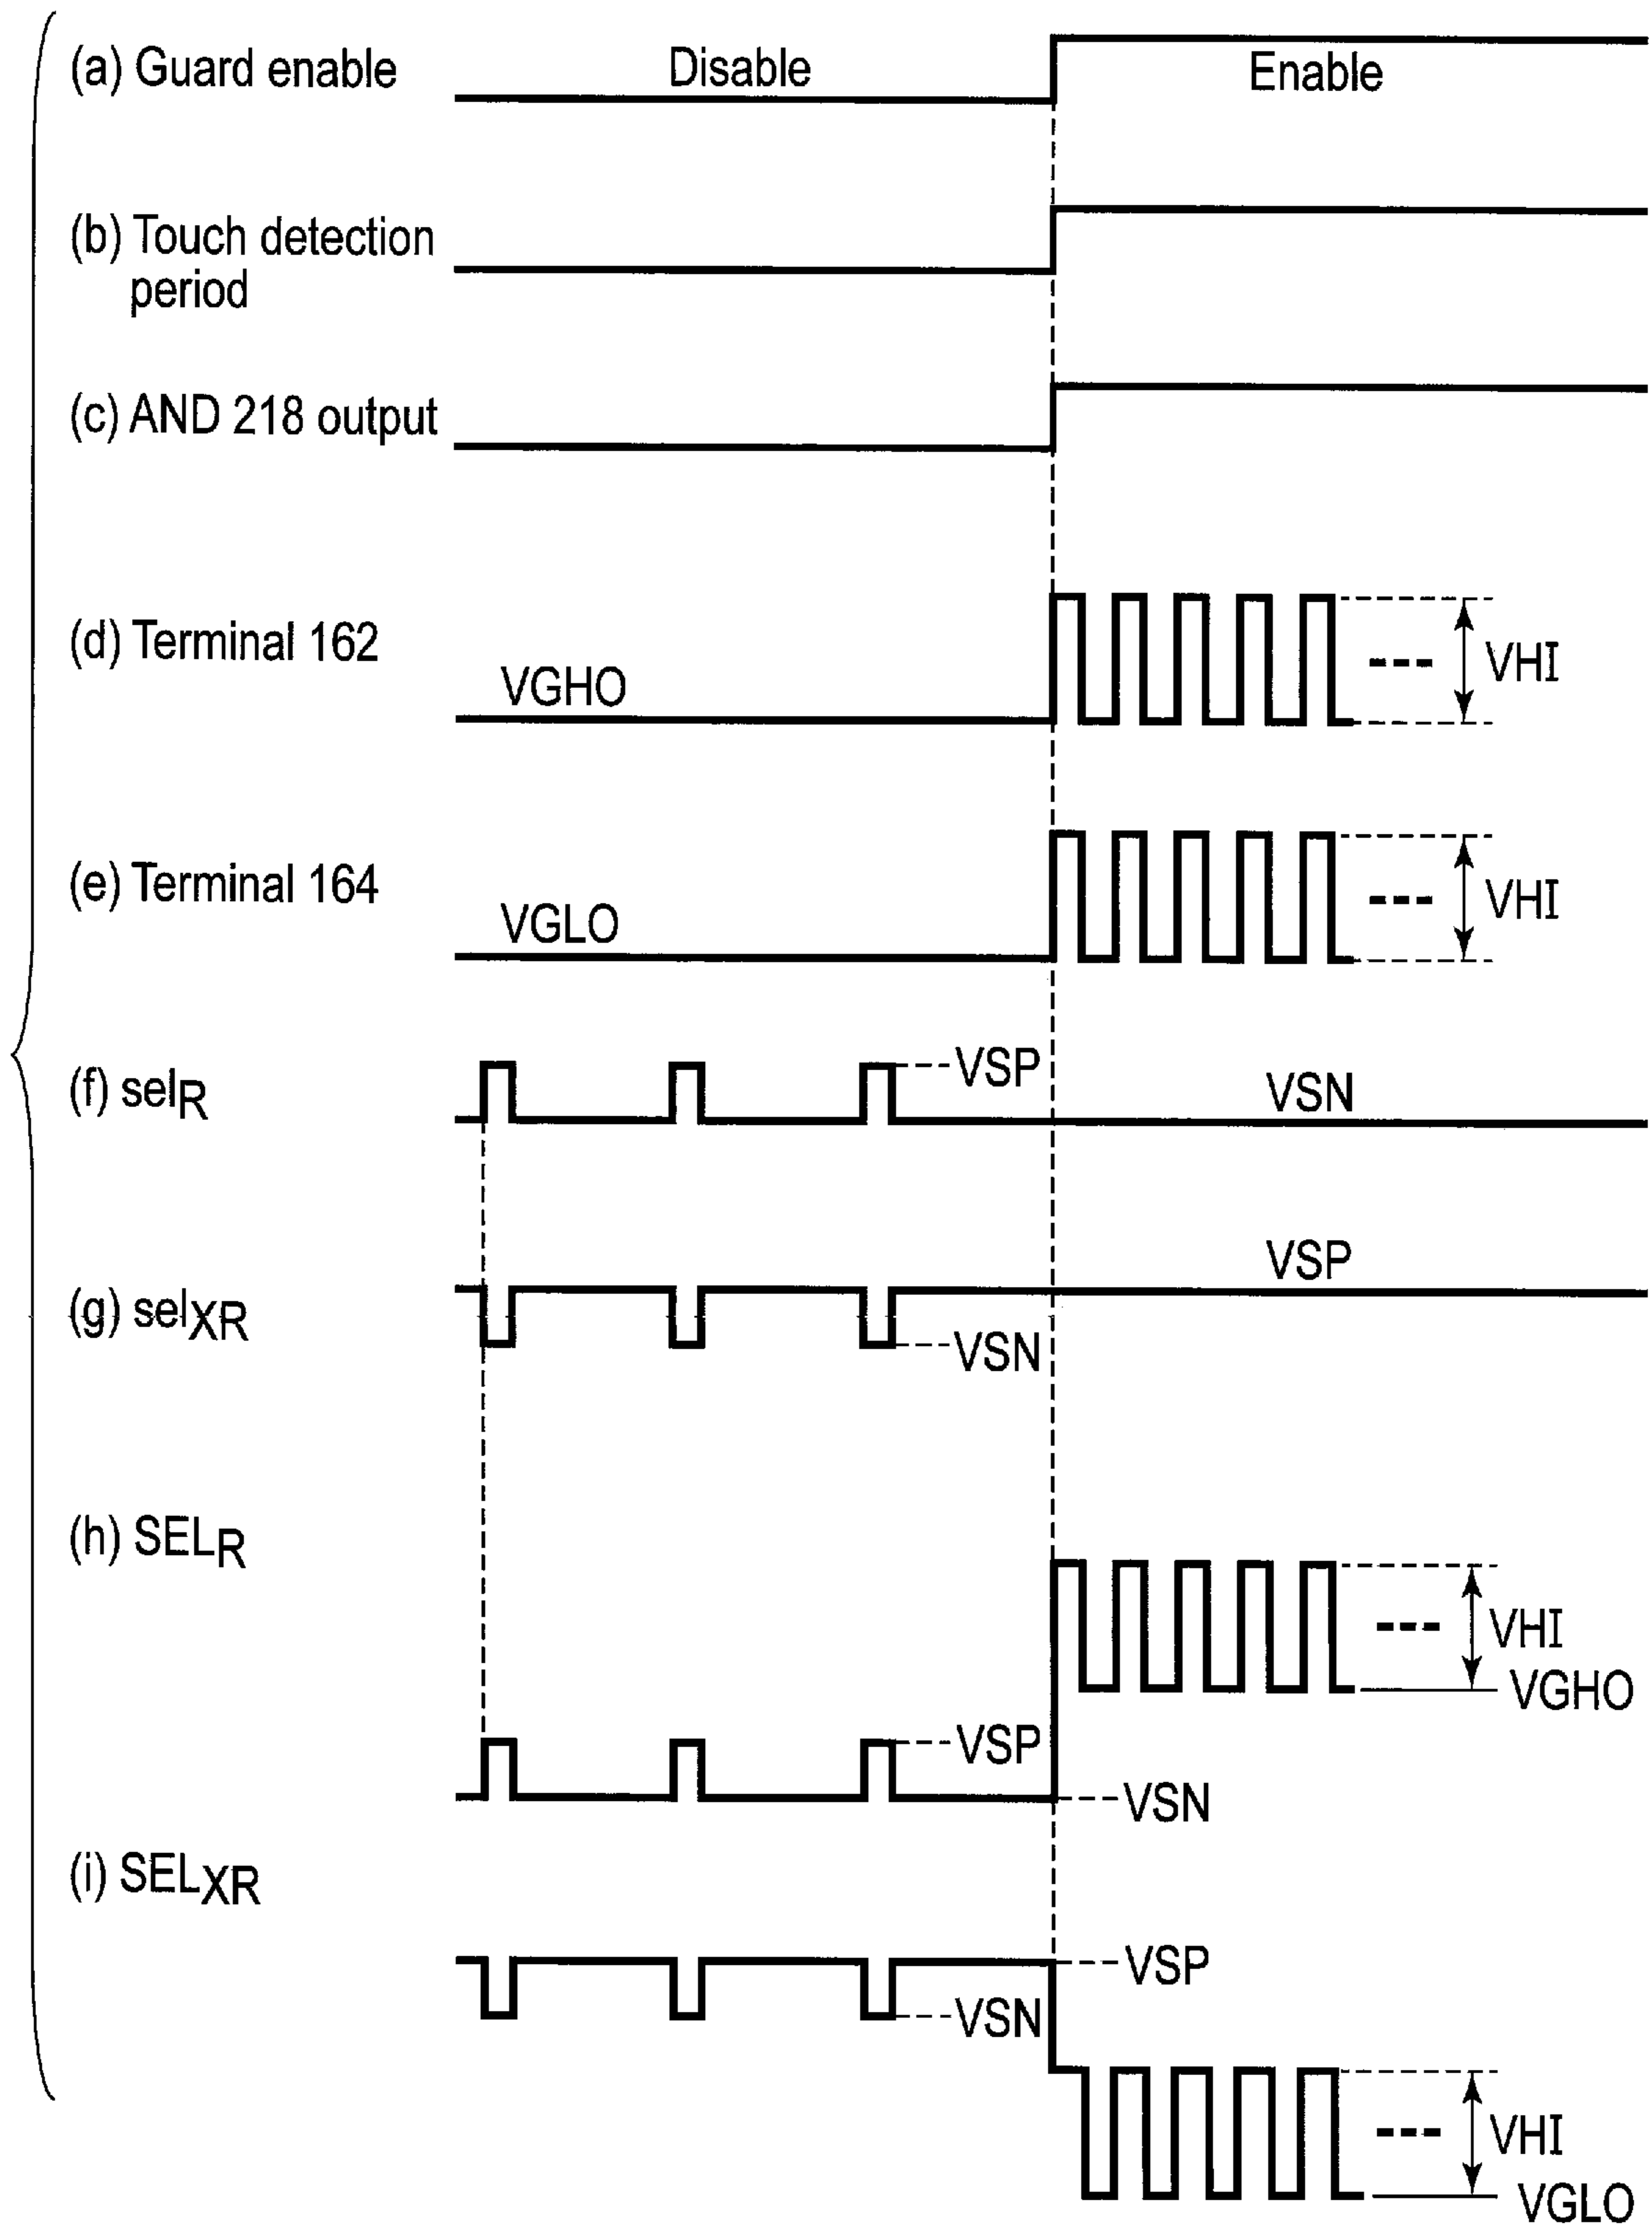 (a) Guard enable
Disable
Enable
(b) Touch detection
period
(c) AND 218 output
(d) Terminal 162
VGHO
VHI
(e) Terminal 164
VGLO
VHI
(f) selR
VSP
VSN
(g) selXR
VSP
VSN
(h) SELR
VHI
VGHO
VSP
VSN
(i) SELXR
VSP
VSN
VHI
VGLO